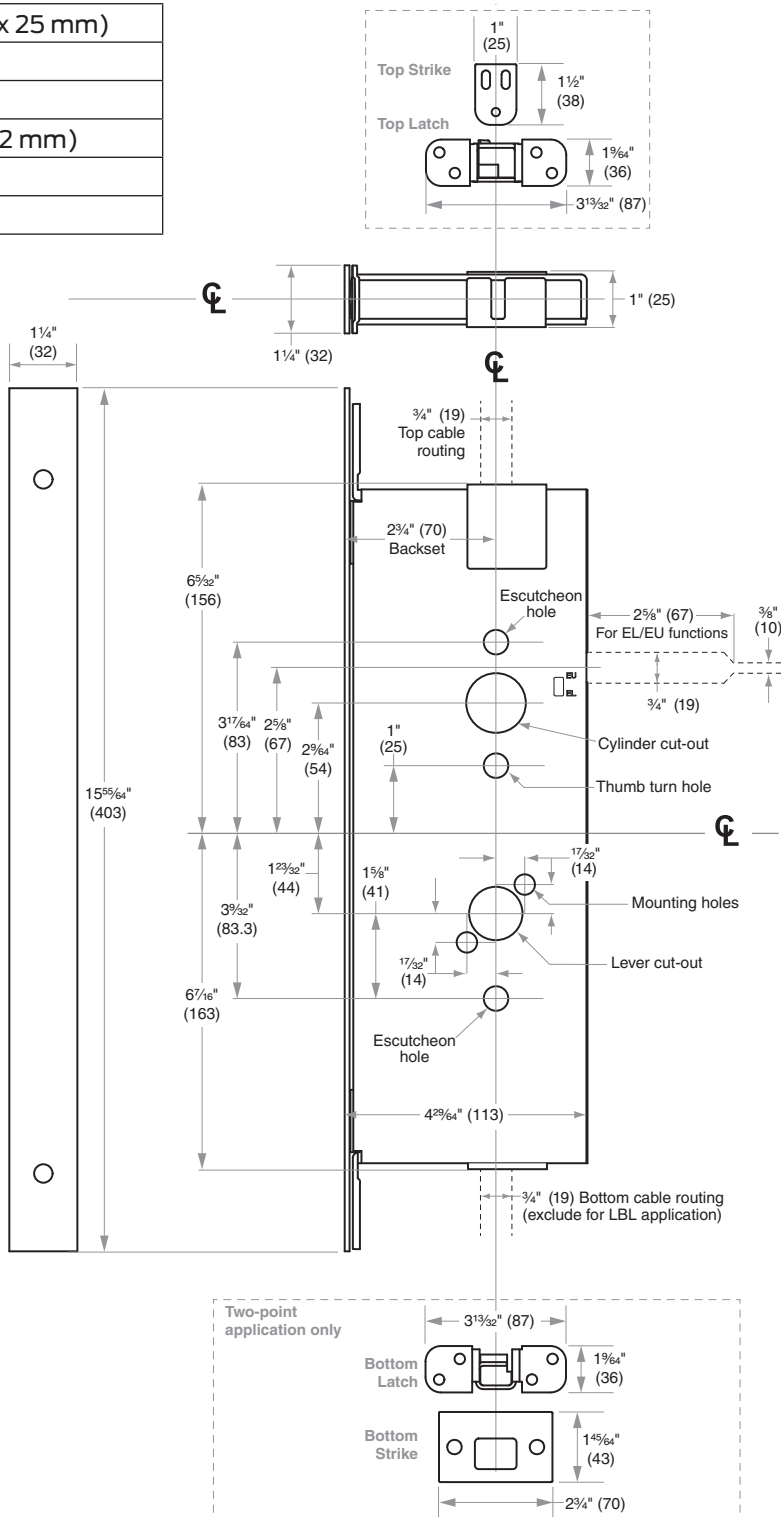 x 25 mm)
2 mm)
1"
(25)
Top Strike
1½"
(38)
Top Latch
1⁹⁄₆₄"
(36)
3¹³⁄₃₂" (87)
℄
1" (25)
1¼" (32)
1¼"
(32)
℄
¾" (19)
Top cable
routing
2¾" (70)
Backset
6⁵⁄₃₂"
(156)
Escutcheon
hole
2⅝" (67)
For EL/EU functions
⅜"
(10)
EU
EL
¾" (19)
3¹⁷⁄₆₄"
(83)
2⅝"
(67)
2⁹⁄₆₄"
(54)
1"
(25)
Cylinder cut-out
Thumb turn hole
15⁵⁵⁄₆₄"
(403)
℄
1²³⁄₃₂"
(44)
1⅝"
(41)
¹⁷⁄₃₂"
(14)
Mounting holes
3⁹⁄₃₂"
(83.3)
Lever cut-out
¹⁷⁄₃₂"
(14)
6⁷⁄₁₆"
(163)
Escutcheon
hole
4²⁹⁄₆₄" (113)
¾" (19) Bottom cable routing
(exclude for LBL application)
Two-point
application only
3¹³⁄₃₂" (87)
Bottom
Latch
1⁹⁄₆₄"
(36)
Bottom
Strike
1⁴⁵⁄₆₄"
(43)
2¾" (70)